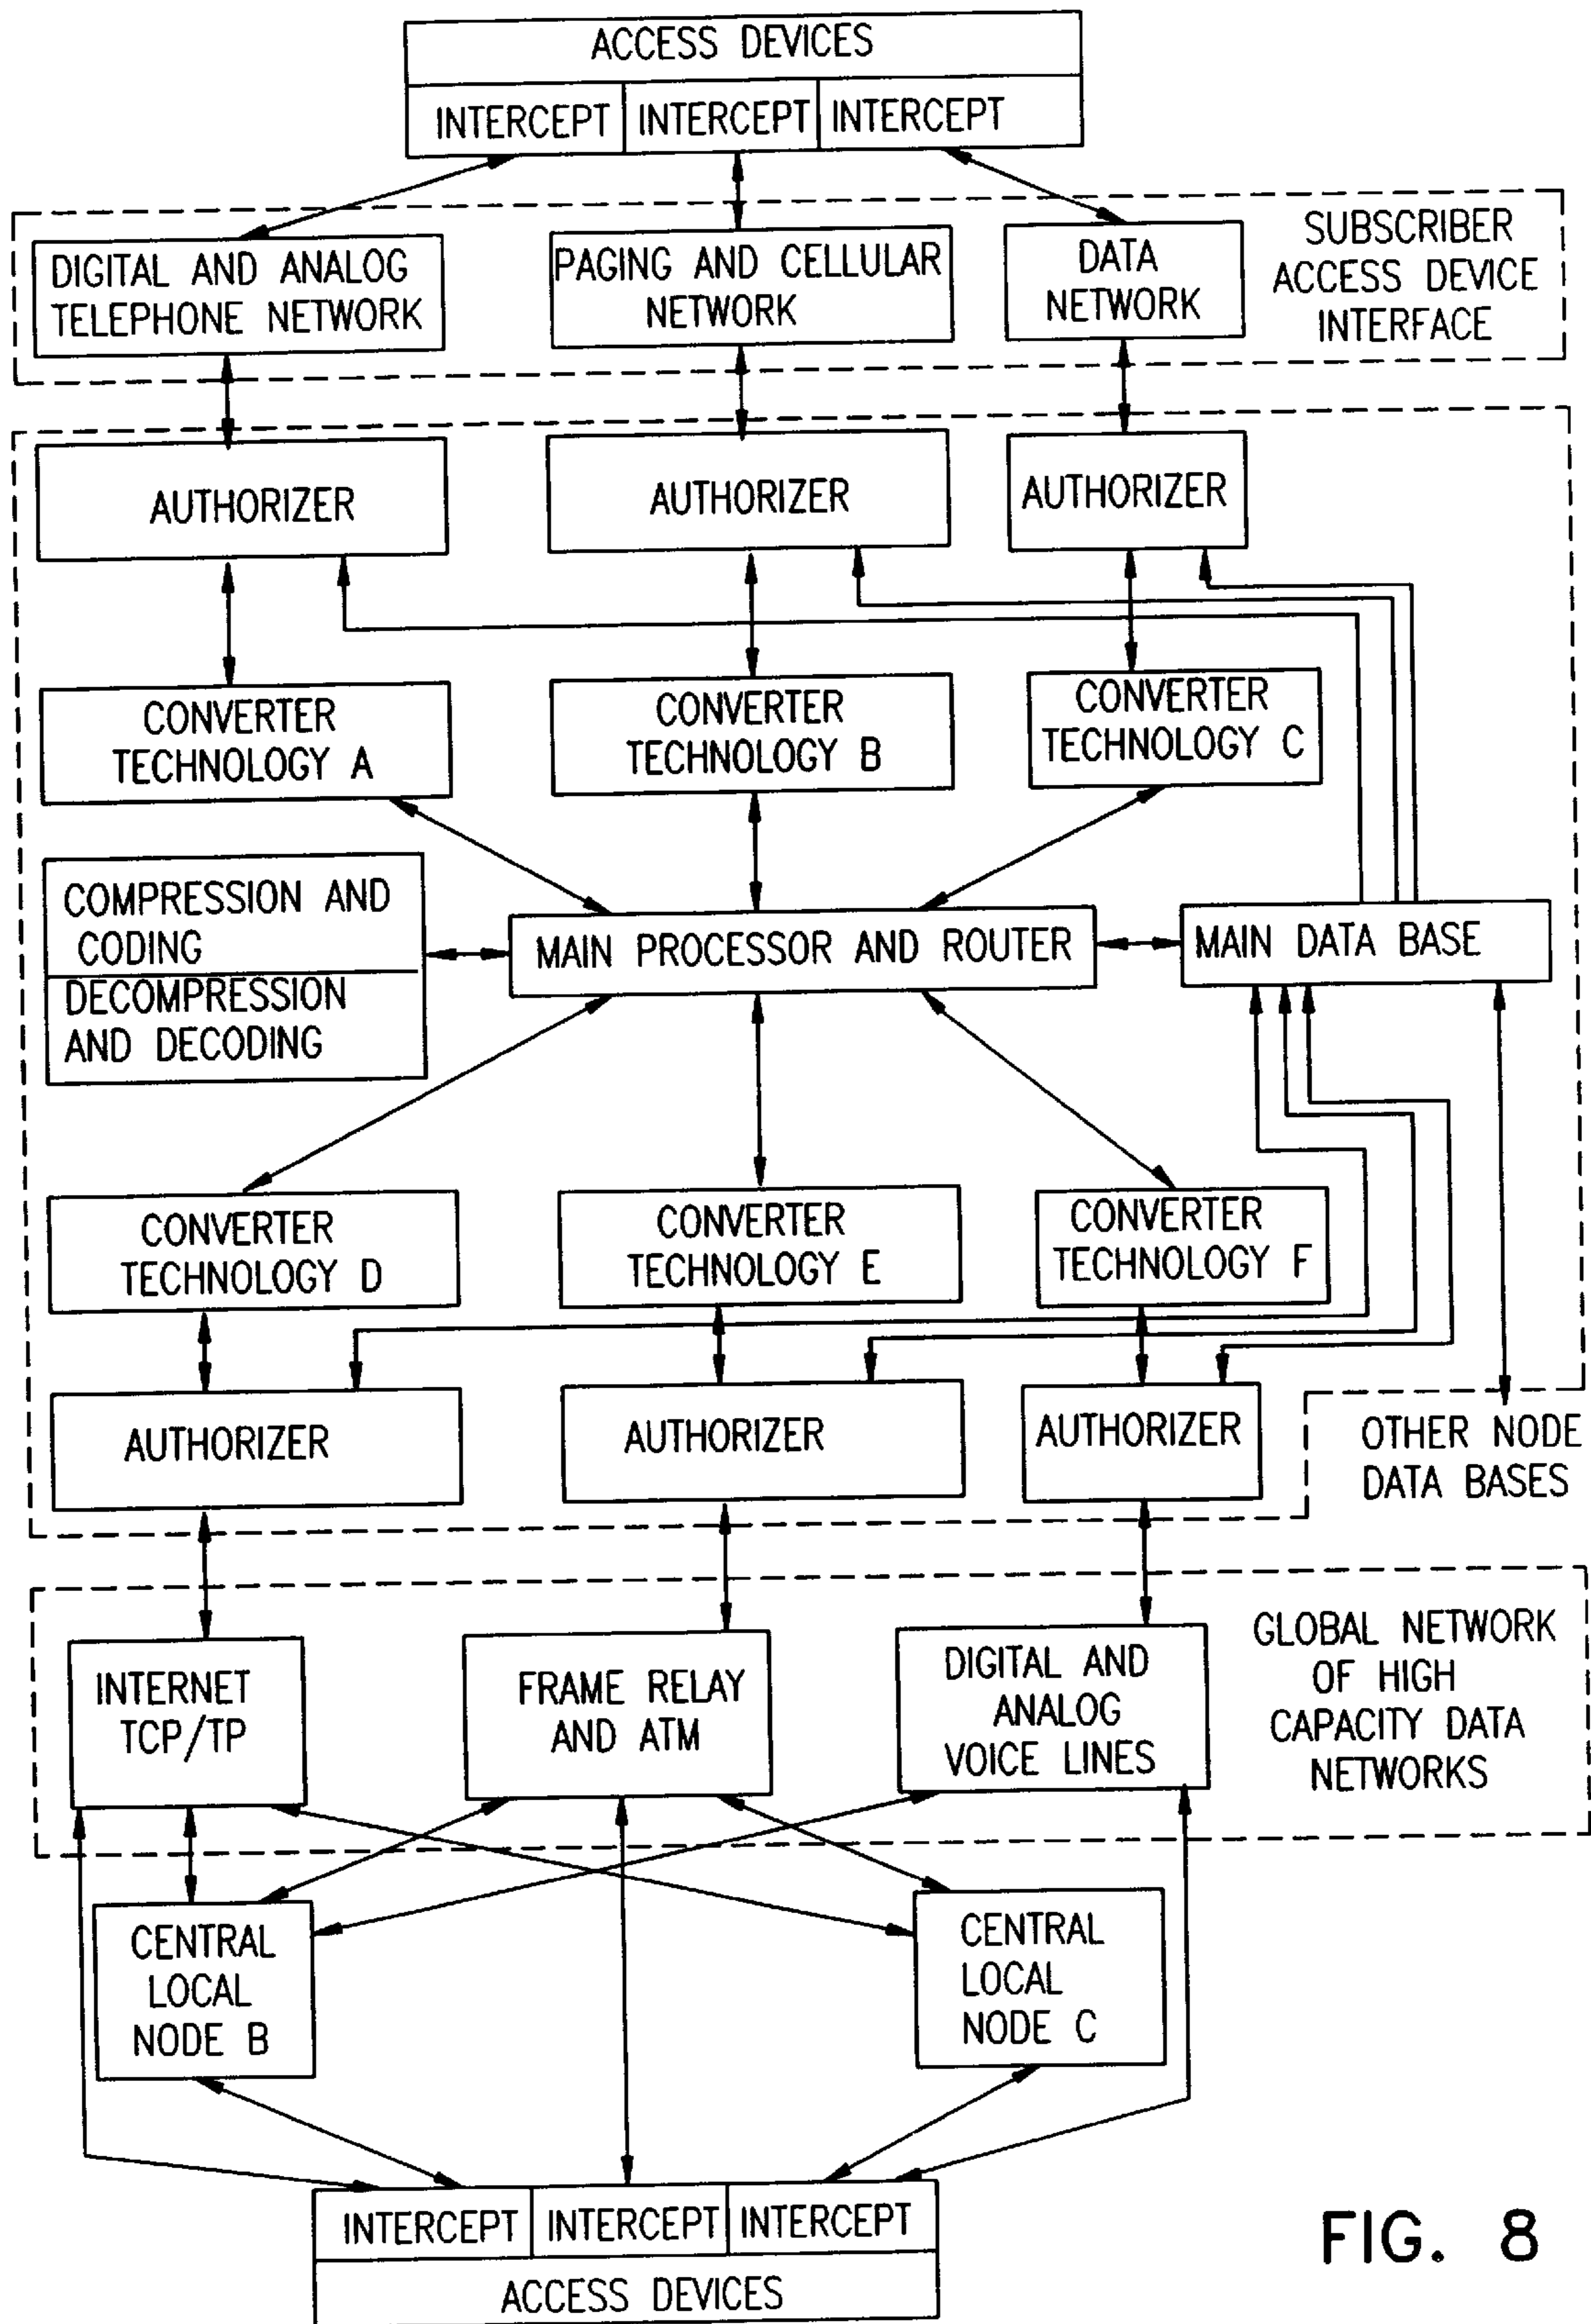 ACCESS DEVICES
INTERCEPT INTERCEPT INTERCEPT
DIGITAL AND ANALOG
TELEPHONE NETWORK
PAGING AND CELLULAR
NETWORK
DATA
NETWORK
SUBSCRIBER
ACCESS DEVICE
INTERFACE
AUTHORIZER
AUTHORIZER
AUTHORIZER
CONVERTER
TECHNOLOGY A
CONVERTER
TECHNOLOGY B
CONVERTER
TECHNOLOGY C
COMPRESSION AND
CODING
DECOMPRESSION
AND DECODING
MAIN PROCESSOR AND ROUTER
MAIN DATA BASE
CONVERTER
TECHNOLOGY D
CONVERTER
TECHNOLOGY E
CONVERTER
TECHNOLOGY F
AUTHORIZER
AUTHORIZER
AUTHORIZER
OTHER NODE
DATA BASES
INTERNET
TCP/TP
FRAME RELAY
AND ATM
DIGITAL AND
ANALOG
VOICE LINES
GLOBAL NETWORK
OF HIGH
CAPACITY DATA
NETWORKS
CENTRAL
LOCAL
NODE B
CENTRAL
LOCAL
NODE C
INTERCEPT INTERCEPT INTERCEPT
ACCESS DEVICES
FIG. 8